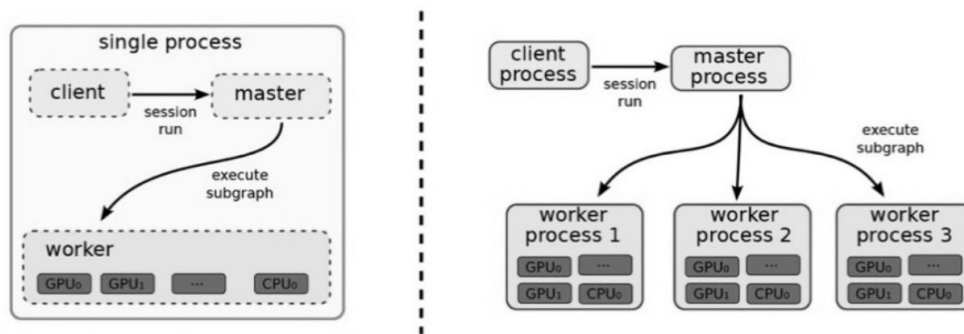 single process
client
master
session
run
execute
subgraph
worker
GPU₀
GPU₁
...
CPU₀
client
process
master
process
session
run
execute
subgraph
worker
process 1
GPU₀
...
GPU₁
CPU₀
worker
process 2
GPU₀
...
GPU₁
CPU₀
worker
process 3
GPU₀
...
GPU₁
CPU₀